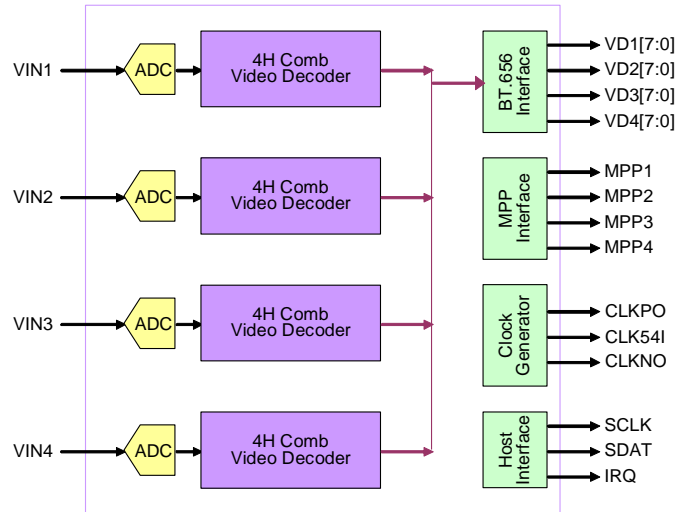 VIN1
ADC
4H Comb
Video Decoder
BT.656
Interface
VD1[7:0]
VD2[7:0]
VD3[7:0]
VD4[7:0]
VIN2
ADC
4H Comb
Video Decoder
MPP
Interface
MPP1
MPP2
MPP3
MPP4
VIN3
ADC
4H Comb
Video Decoder
Clock
Generator
CLKPO
CLK54I
CLKNO
VIN4
ADC
4H Comb
Video Decoder
Host
Interface
SCLK
SDAT
IRQ